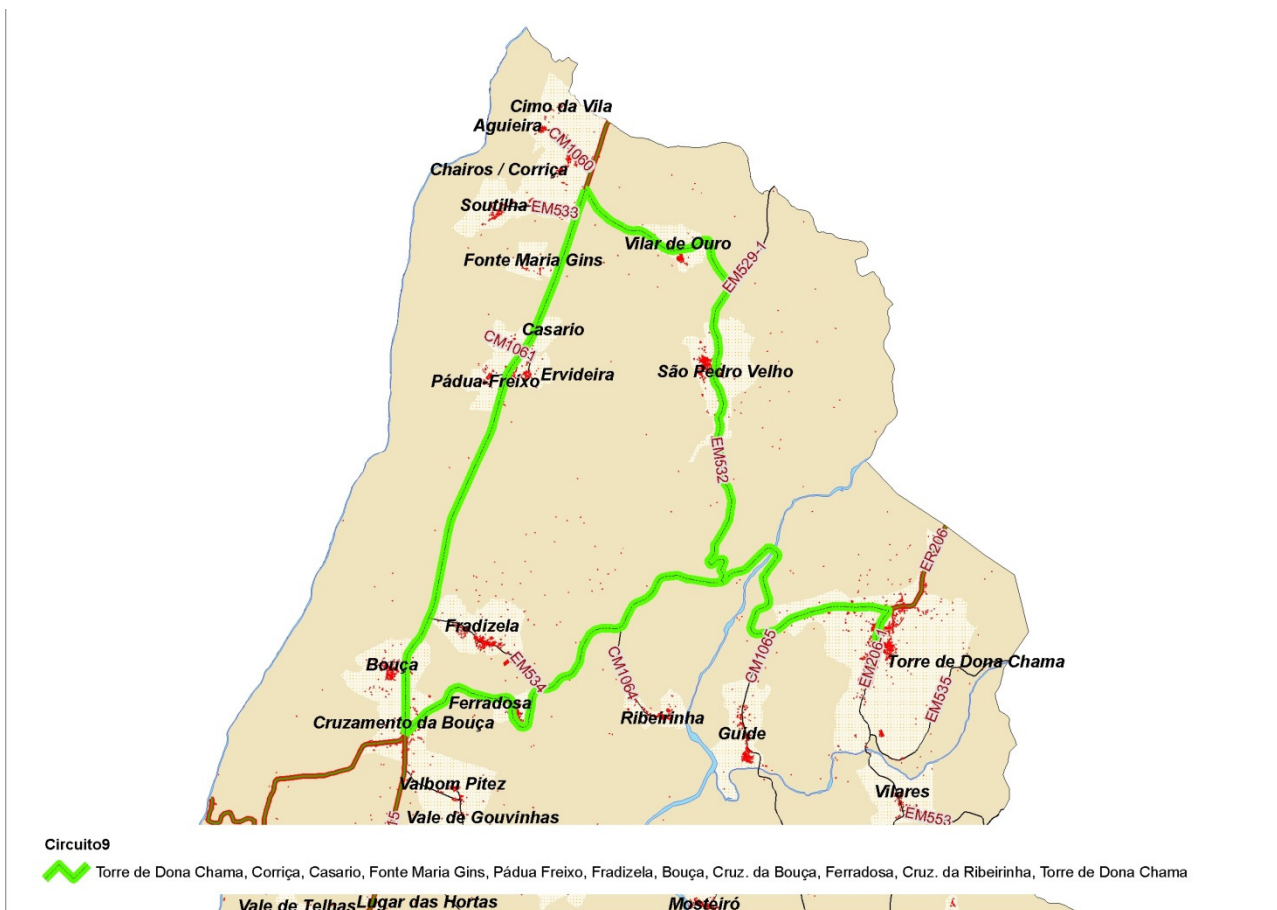 Cimo da Vila
Aguieira
CM1060
Chairos / Corriça
Soutilha
EM533
Vilar de Ouro
Fonte Maria Gins
EM529-1
Casario
CM1061
Pádua-Freixo
Ervideira
São Pedro Velho
EM532
ER206
Fradizela
Bouça
EM534
CM1064
CM1065
EM206-1
Torre de Dona Chama
EM535
Ferradosa
Cruzamento da Bouça
Ribeirinha
Guide
Valbom Pitez
Vilares
Vale de Gouvinhas
15
EM553
Circuito9
Torre de Dona Chama, Corriça, Casario, Fonte Maria Gins, Pádua Freixo, Fradizela, Bouça, Cruz. da Bouça, Ferradosa, Cruz. da Ribeirinha, Torre de Dona Chama
Vale de Telhas
Lugar das Hortas
Mosteiró